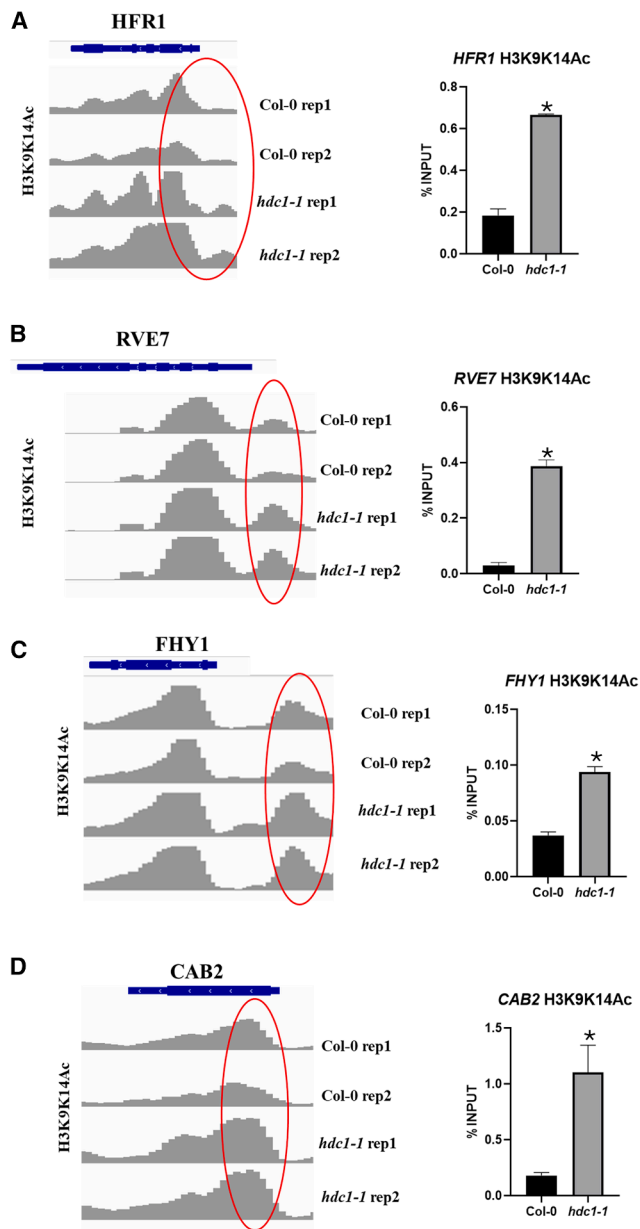 A
HFR1
H3K9K14Ac
Col-0 rep1
Col-0 rep2
hdc1-1 rep1
hdc1-1 rep2
HFR1 H3K9K14Ac
% INPUT
0.8
0.6
0.4
0.2
0.0
*
Col-0
hdc1-1
B
RVE7
H3K9K14Ac
Col-0 rep1
Col-0 rep2
hdc1-1 rep1
hdc1-1 rep2
RVE7 H3K9K14Ac
% INPUT
0.6
0.4
0.2
0.0
*
Col-0
hdc1-1
C
FHY1
H3K9K14Ac
Col-0 rep1
Col-0 rep2
hdc1-1 rep1
hdc1-1 rep2
FHY1 H3K9K14Ac
% INPUT
0.15
0.10
0.05
0.00
*
Col-0
hdc1-1
D
CAB2
H3K9K14Ac
Col-0 rep1
Col-0 rep2
hdc1-1 rep1
hdc1-1 rep2
CAB2 H3K9K14Ac
% INPUT
1.5
1.0
0.5
0.0
*
Col-0
hdc1-1